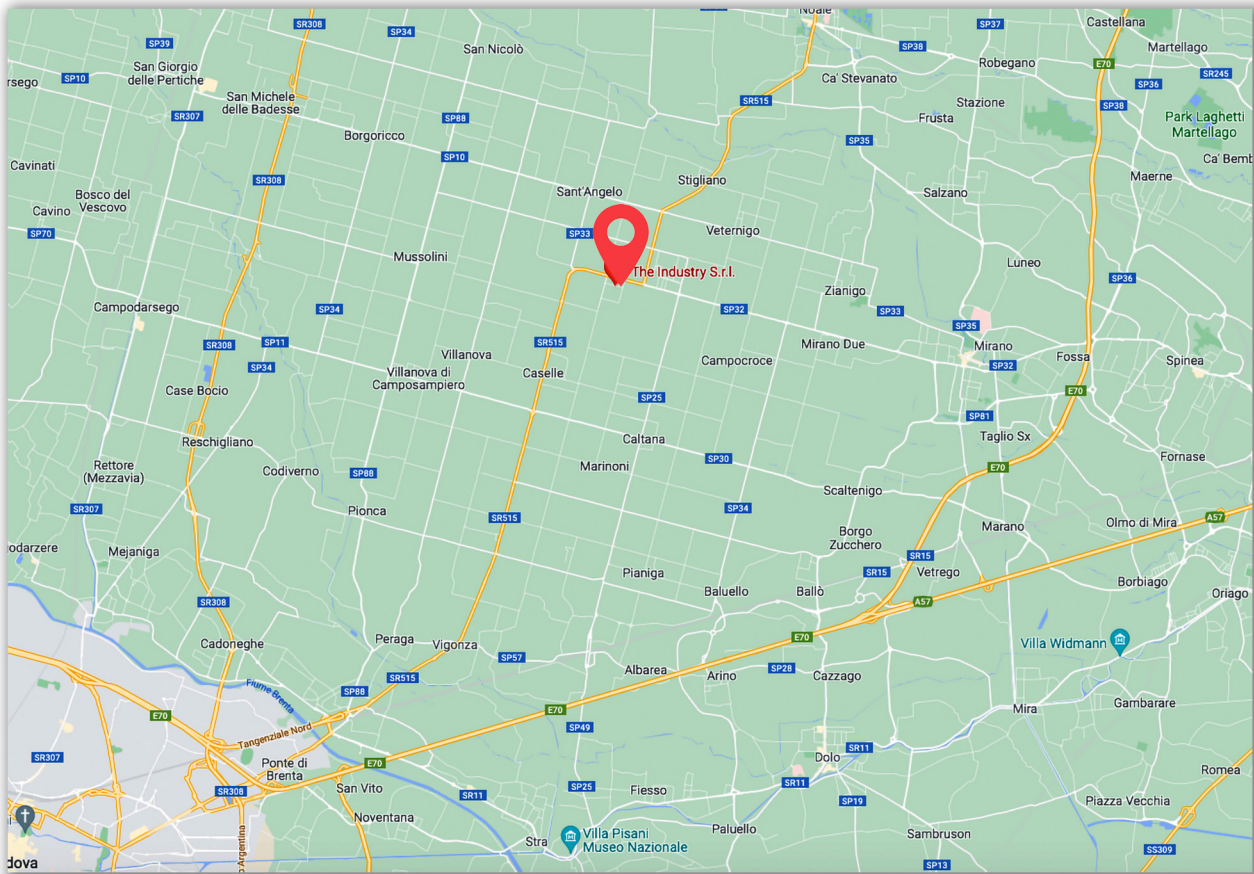 SR308
SP34
San Nicolò
Noale
SP37
Castellana
SP39
San Giorgio
delle Pertiche
SP38
Robegano
E70
Martellago
rsego
SP10
Ca' Stevanato
SP36
SR245
San Michele
delle Badesse
SR515
Stazione
SP38
SR307
SP88
Frusta
Park Laghetti
Martellago
Borgoricco
SP35
SP10
Ca' Bemb
Cavinati
Maerne
SR308
Stigliano
Bosco del
Vescovo
Sant'Angelo
Salzano
Cavino
SP70
SP33
Veternigo
Mussolini
Luneo
The Industry S.r.l.
SP36
Zianigo
Campodarsego
SP34
SP32
SP33
SP35
SR308
SP11
SR515
Mirano Due
Mirano
Villanova
Fossa
Spinea
SP34
Campocroce
SP32
Villanova di
Camposampiero
Caselle
Case Bocio
SP25
E70
SP81
Reschigliano
Caltana
Taglio Sx
Rettore
(Mezzavia)
Codiverno
SP88
Marinoni
SP30
E70
Fornase
Scaltenigo
SR307
Pionca
SR515
SP34
A57
Marano
Olmo di Mira
Borgo
Zucchero
odarzere
Mejaniga
SR15
Pianiga
SR15
Vetrego
Borbiago
Baluello
Ballò
Oriago
SR308
A57
Cadoneghe
Peraga
Vigonza
E70
Villa Widmann
SP57
Albarea
SP28
Arino
Cazzago
SR515
SP88
Fiume Brenta
Gambarare
Mira
E70
E70
Tangenziale Nord
SP49
SR11
SR307
Ponte di
Brenta
E70
Dolo
Romea
San Vito
SP25
Fiesso
SR11
SR308
SR11
SP19
Piazza Vecchia
Noventana
Paluello
Sambruson
Villa Pisani
Museo Nazionale
Stra
SS309
dova
SP13